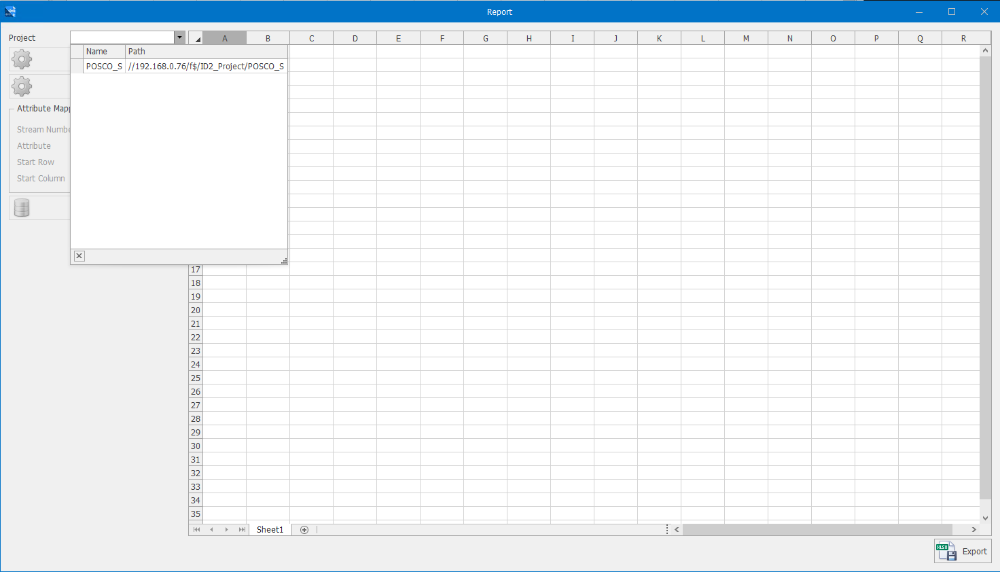 Report
Project
A B C D E F G H I J K L M N O P Q R
Name Path
POSCO_S //192.168.0.76/f$/ID2_Project/POSCO_S
Attribute Mapp
Stream Numbe
Attribute
Start Row
Start Column
17
18
19
20
21
22
23
24
25
26
27
28
29
30
31
32
33
34
35
Sheet1
XLSX
Export